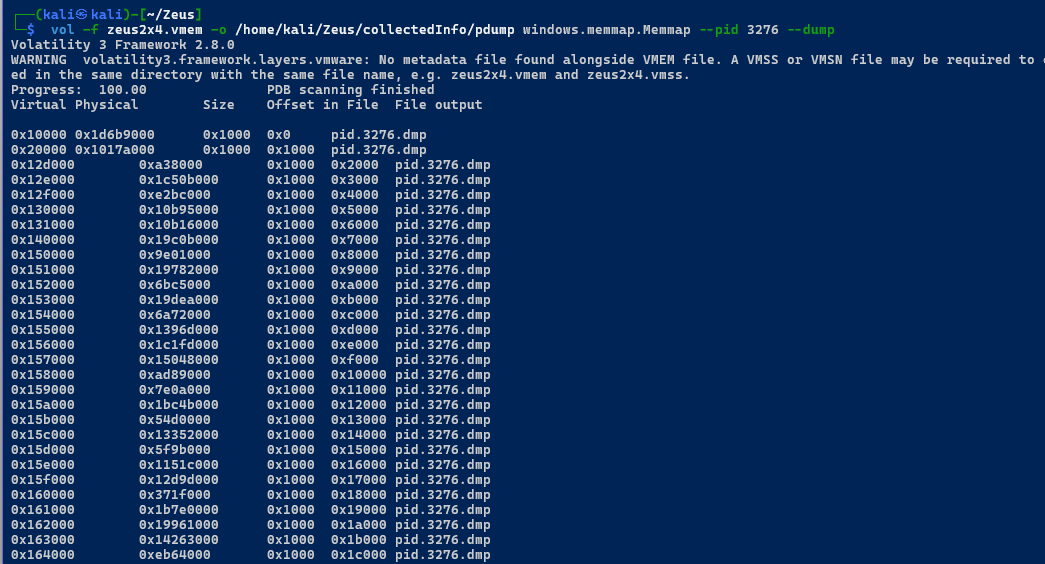 ┌──(kali㉿kali)-[~/Zeus]
└─$ vol -f zeus2x4.vmem -o /home/kali/Zeus/collectedInfo/pdump windows.memmap.Memmap --pid 3276 --dump
Volatility 3 Framework 2.8.0
WARNING  volatility3.framework.layers.vmware: No metadata file found alongside VMEM file. A VMSS or VMSN file may be required to
ed in the same directory with the same file name, e.g. zeus2x4.vmem and zeus2x4.vmss.
Progress:  100.00               PDB scanning finished
Virtual Physical        Size    Offset in File  File output
0x10000 0x1d6b9000      0x1000  0x0     pid.3276.dmp
0x20000 0x1017a000      0x1000  0x1000  pid.3276.dmp
0x12d000        0xa38000        0x1000  0x2000  pid.3276.dmp
0x12e000        0x1c50b000      0x1000  0x3000  pid.3276.dmp
0x12f000        0xe2bc000       0x1000  0x4000  pid.3276.dmp
0x130000        0x10b95000      0x1000  0x5000  pid.3276.dmp
0x131000        0x10b16000      0x1000  0x6000  pid.3276.dmp
0x140000        0x19c0b000      0x1000  0x7000  pid.3276.dmp
0x150000        0x9e01000       0x1000  0x8000  pid.3276.dmp
0x151000        0x19782000      0x1000  0x9000  pid.3276.dmp
0x152000        0x6bc5000       0x1000  0xa000  pid.3276.dmp
0x153000        0x19dea000      0x1000  0xb000  pid.3276.dmp
0x154000        0x6a72000       0x1000  0xc000  pid.3276.dmp
0x155000        0x1396d000      0x1000  0xd000  pid.3276.dmp
0x156000        0x1c1fd000      0x1000  0xe000  pid.3276.dmp
0x157000        0x15048000      0x1000  0xf000  pid.3276.dmp
0x158000        0xad89000       0x1000  0x10000 pid.3276.dmp
0x159000        0x7e0a000       0x1000  0x11000 pid.3276.dmp
0x15a000        0x1bc4b000      0x1000  0x12000 pid.3276.dmp
0x15b000        0x54d0000       0x1000  0x13000 pid.3276.dmp
0x15c000        0x13352000      0x1000  0x14000 pid.3276.dmp
0x15d000        0x5f9b000       0x1000  0x15000 pid.3276.dmp
0x15e000        0x1151c000      0x1000  0x16000 pid.3276.dmp
0x15f000        0x12d9d000      0x1000  0x17000 pid.3276.dmp
0x160000        0x371f000       0x1000  0x18000 pid.3276.dmp
0x161000        0x1b7e0000      0x1000  0x19000 pid.3276.dmp
0x162000        0x19961000      0x1000  0x1a000 pid.3276.dmp
0x163000        0x14263000      0x1000  0x1b000 pid.3276.dmp
0x164000        0xeb64000       0x1000  0x1c000 pid.3276.dmp